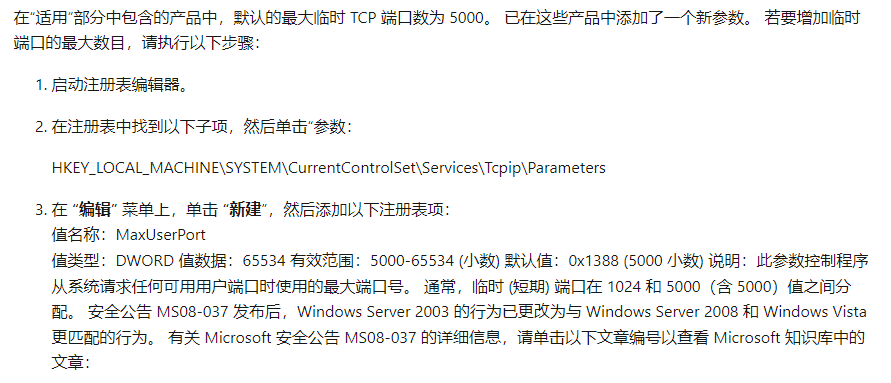 在“适用”部分中包含的产品中，默认的最大临时 TCP 端口数为 5000。 已在这些产品中添加了一个新参数。 若要增加临时
端口的最大数目，请执行以下步骤：
1. 启动注册表编辑器。
2. 在注册表中找到以下子项，然后单击“参数：
HKEY_LOCAL_MACHINE\SYSTEM\CurrentControlSet\Services\Tcpip\Parameters
3. 在 “编辑” 菜单上，单击 “新建”，然后添加以下注册表项：
值名称：MaxUserPort
值类型：DWORD 值数据：65534 有效范围：5000-65534 (小数) 默认值：0x1388 (5000 小数) 说明：此参数控制程序
从系统请求任何可用用户端口时使用的最大端口号。 通常，临时 (短期) 端口在 1024 和 5000（含 5000）值之间分
配。 安全公告 MS08-037 发布后，Windows Server 2003 的行为已更改为与 Windows Server 2008 和 Windows Vista
更匹配的行为。 有关 Microsoft 安全公告 MS08-037 的详细信息，请单击以下文章编号以查看 Microsoft 知识库中的
文章：